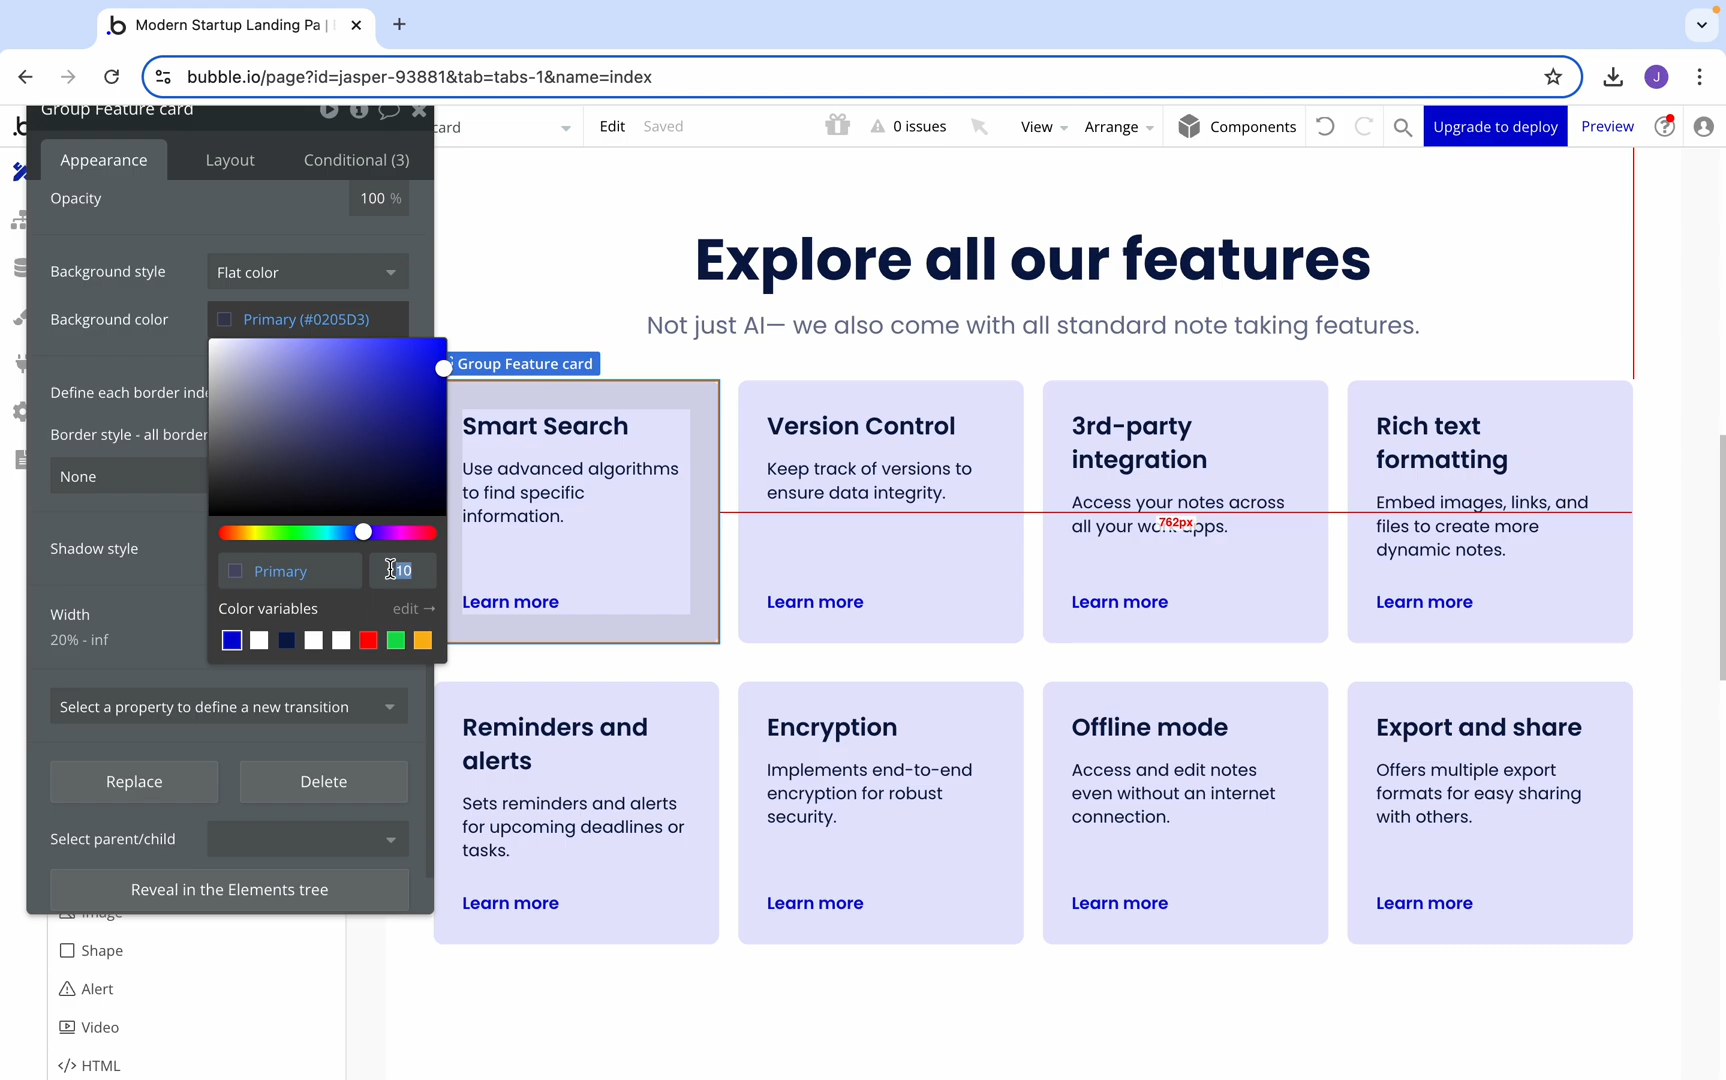 Modern Startup Landing Pa |
bubble.io/page?id=jasper-93881&tab=tabs-1&name=index
J
Group Feature card
card
Edit
Saved
0 issues
View
Arrange
Components
Upgrade to deploy
Preview
Appearance
Layout
Conditional (3)
Opacity
100 %
Background style
Flat color
Background color
Primary (#0205D3)
Define each border inde
Border style - all border
None
Shadow style
Width
20% - inf
Primary
10
Color variables
edit →
Select a property to define a new transition
Replace
Delete
Select parent/child
Reveal in the Elements tree
Image
Shape
Alert
Video
</> HTML
Explore all our features
Not just AI— we also come with all standard note taking features.
Group Feature card
Smart Search
Use advanced algorithms
to find specific
information.
Learn more
Version Control
Keep track of versions to
ensure data integrity.
Learn more
3rd-party
integration
Access your notes across
all your work apps.
762px
Learn more
Rich text
formatting
Embed images, links, and
files to create more
dynamic notes.
Learn more
Reminders and
alerts
Sets reminders and alerts
for upcoming deadlines or
tasks.
Learn more
Encryption
Implements end-to-end
encryption for robust
security.
Learn more
Offline mode
Access and edit notes
even without an internet
connection.
Learn more
Export and share
Offers multiple export
formats for easy sharing
with others.
Learn more